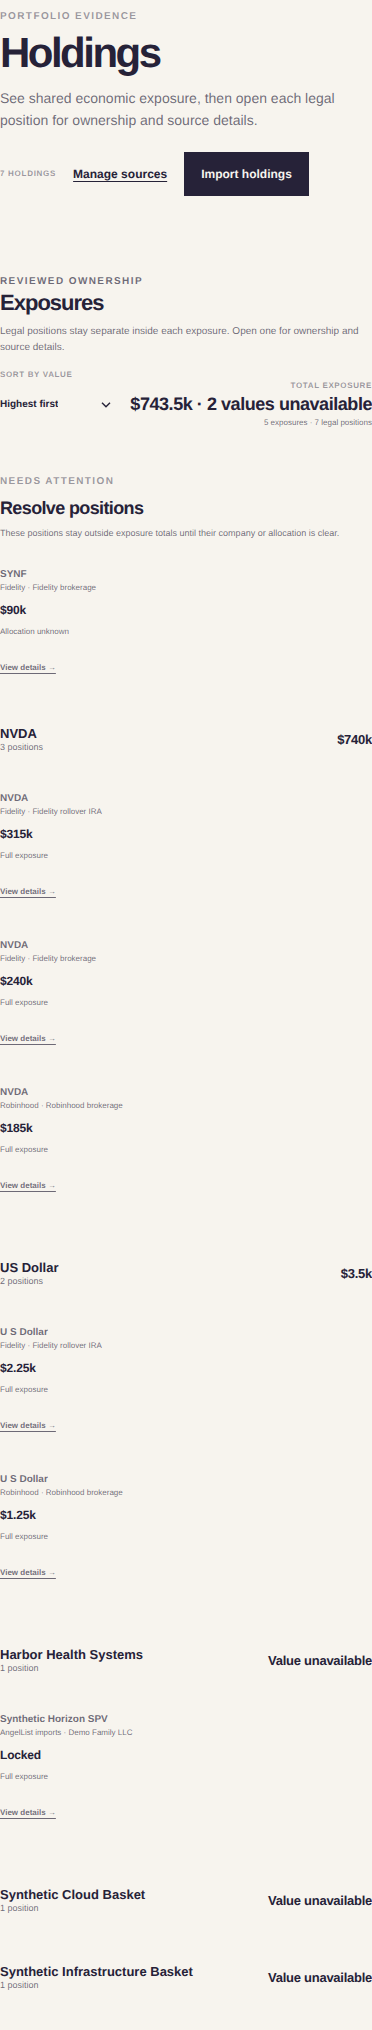 PORTFOLIO EVIDENCE
Holdings
See shared economic exposure, then open each legal
position for ownership and source details.
7 HOLDINGS
Manage sources
Import holdings
REVIEWED OWNERSHIP
Exposures
Legal positions stay separate inside each exposure. Open one for ownership and
source details.
SORT BY VALUE
Highest first
TOTAL EXPOSURE
$743.5k · 2 values unavailable
5 exposures · 7 legal positions
NEEDS ATTENTION
Resolve positions
These positions stay outside exposure totals until their company or allocation is clear.
SYNF
Fidelity · Fidelity brokerage
$90k
Allocation unknown
View details →
NVDA
3 positions
$740k
NVDA
Fidelity · Fidelity rollover IRA
$315k
Full exposure
View details →
NVDA
Fidelity · Fidelity brokerage
$240k
Full exposure
View details →
NVDA
Robinhood · Robinhood brokerage
$185k
Full exposure
View details →
US Dollar
2 positions
$3.5k
U S Dollar
Fidelity · Fidelity rollover IRA
$2.25k
Full exposure
View details →
U S Dollar
Robinhood · Robinhood brokerage
$1.25k
Full exposure
View details →
Harbor Health Systems
1 position
Value unavailable
Synthetic Horizon SPV
AngelList imports · Demo Family LLC
Locked
Full exposure
View details →
Synthetic Cloud Basket
1 position
Value unavailable
Synthetic Infrastructure Basket
1 position
Value unavailable